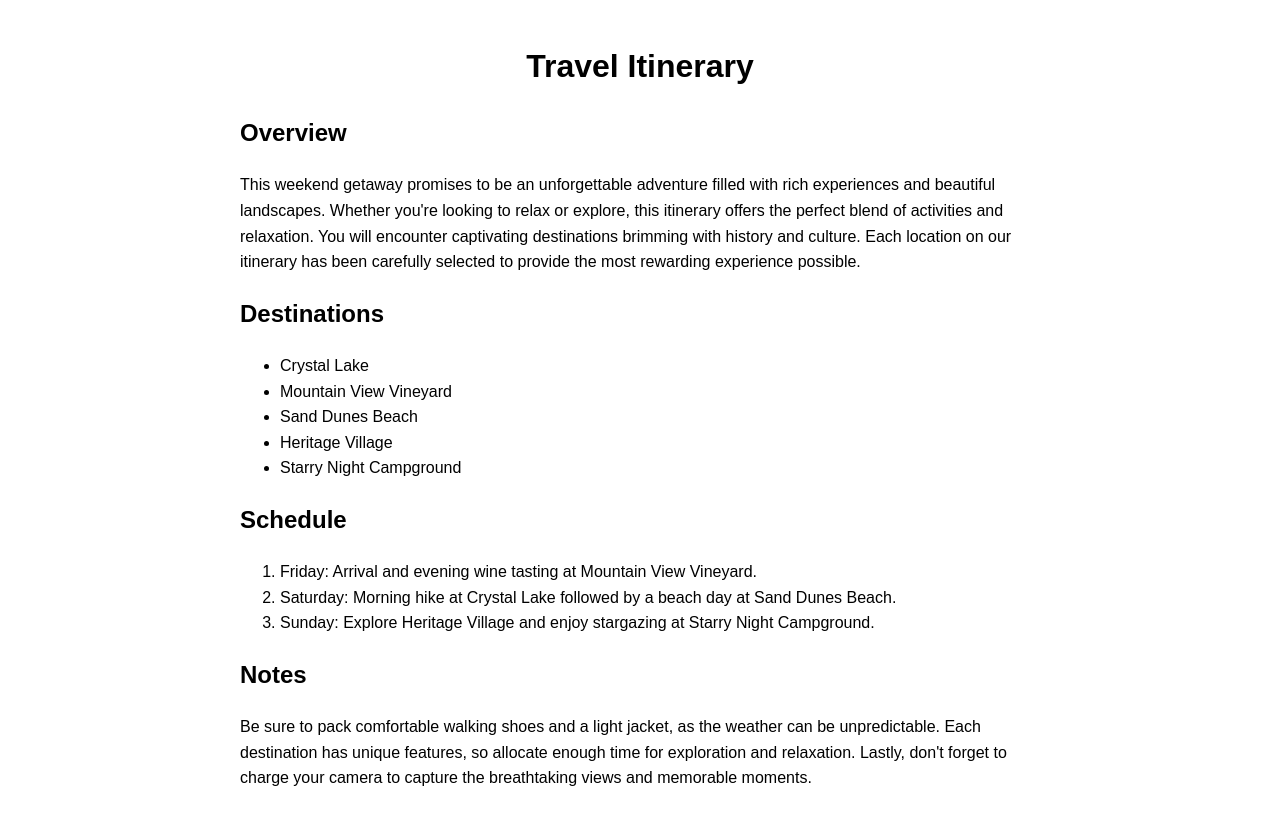 Travel Itinerary
Overview
This weekend getaway promises to be an unforgettable adventure filled with rich experiences and beautiful
landscapes. Whether you're looking to relax or explore, this itinerary offers the perfect blend of activities and
relaxation. You will encounter captivating destinations brimming with history and culture. Each location on our
itinerary has been carefully selected to provide the most rewarding experience possible.
Destinations
• Crystal Lake
• Mountain View Vineyard
• Sand Dunes Beach
• Heritage Village
• Starry Night Campground
Schedule
1. Friday: Arrival and evening wine tasting at Mountain View Vineyard.
2. Saturday: Morning hike at Crystal Lake followed by a beach day at Sand Dunes Beach.
3. Sunday: Explore Heritage Village and enjoy stargazing at Starry Night Campground.
Notes
Be sure to pack comfortable walking shoes and a light jacket, as the weather can be unpredictable. Each
destination has unique features, so allocate enough time for exploration and relaxation. Lastly, don't forget to
charge your camera to capture the breathtaking views and memorable moments.